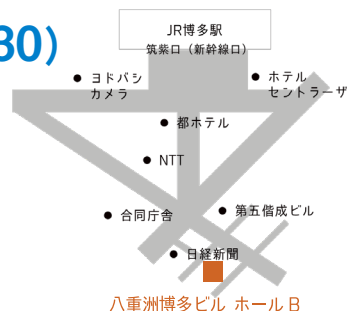 30)
JR博多駅
筑紫口（新幹線口）
ヨドバシ
カメラ
ホテル
セントラーザ
都ホテル
NTT
合同庁舎
第五偕成ビル
日経新聞
八重洲博多ビル ホールB